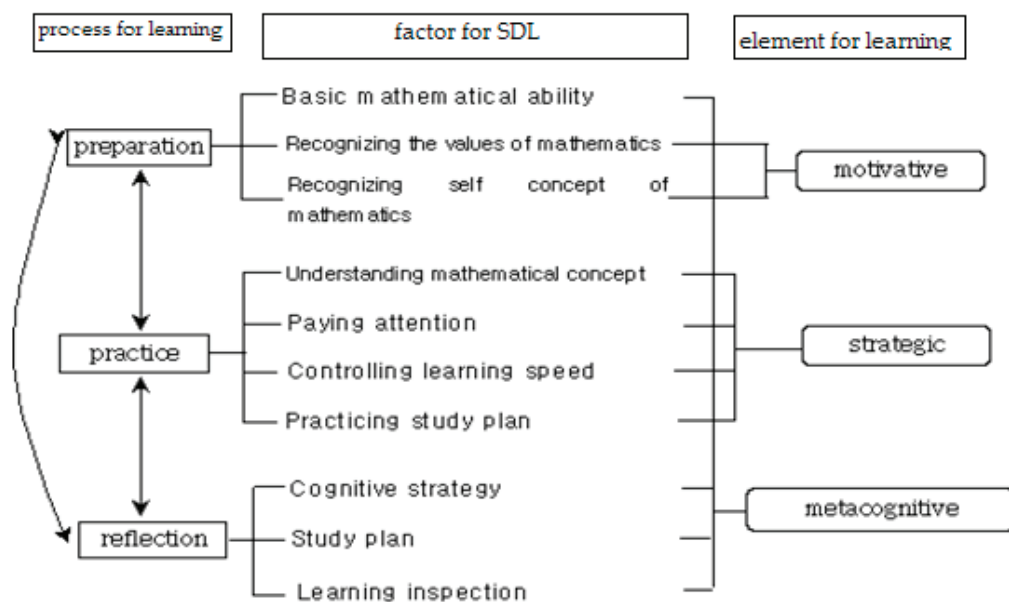 process for learning
factor for SDL
element for learning
Basic mathematical ability
preparation
Recognizing the values of mathematics
motivative
Recognizing self concept of
mathematics
Understanding mathematical concept
Paying attention
practice
strategic
Controlling learning speed
Practicing study plan
Cognitive strategy
metacognitive
reflection
Study plan
Learning inspection